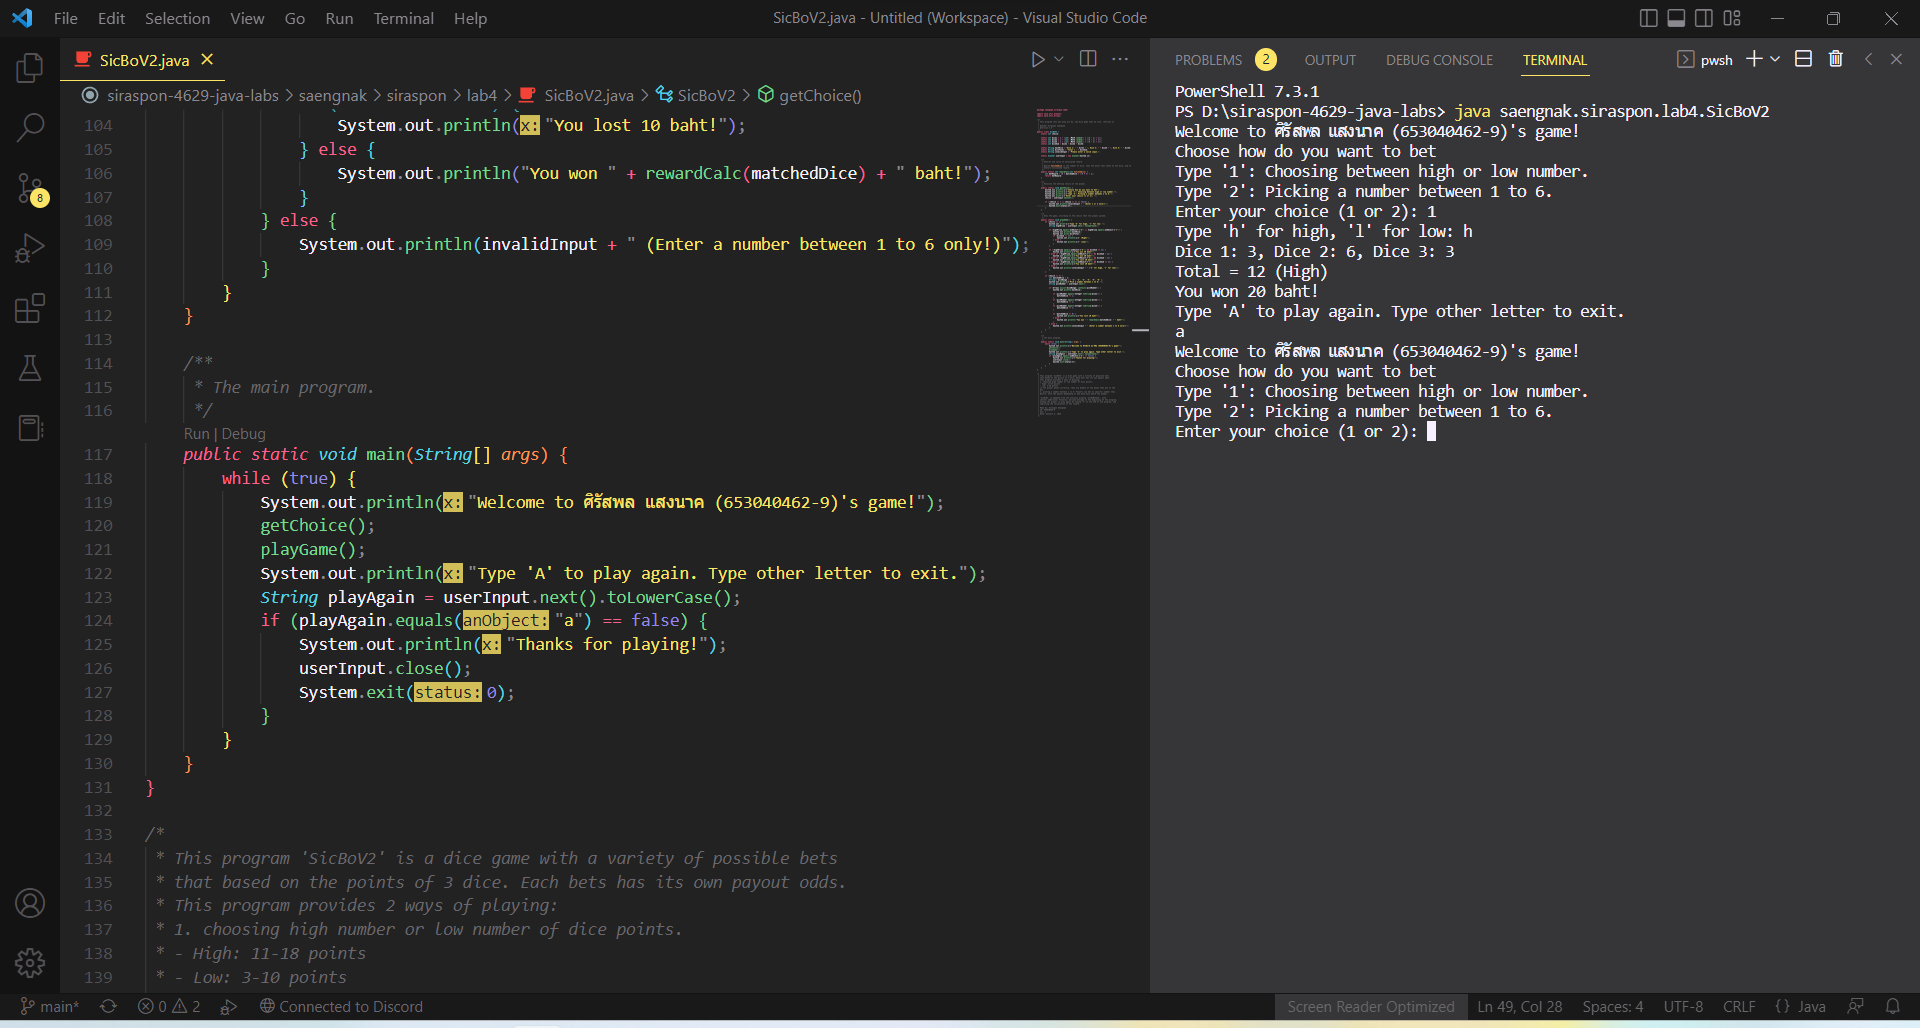 File Edit Selection View Go Run Terminal Help
SicBoV2.java - Untitled (Workspace) - Visual Studio Code
SicBoV2.java
siraspon-4629-java-labs > saengnak > siraspon > lab4 > SicBoV2.java > SicBoV2 > getChoice()
104 System.out.println(x: "You lost 10 baht!");
105 } else {
106 System.out.println("You won " + rewardCalc(matchedDice) + " baht!");
107 }
108 } else {
109 System.out.println(invalidInput + " (Enter a number between 1 to 6 only!)");
110 }
111 }
112 }
113
114 /**
115 * The main program.
116 */
Run | Debug
117 public static void main(String[] args) {
118 while (true) {
119 System.out.println(x: "Welcome to ศิรัสพล แสงนาค (653040462-9)'s game!");
120 getChoice();
121 playGame();
122 System.out.println(x: "Type 'A' to play again. Type other letter to exit.");
123 String playAgain = userInput.next().toLowerCase();
124 if (playAgain.equals(anObject: "a") == false) {
125 System.out.println(x: "Thanks for playing!");
126 userInput.close();
127 System.exit(status: 0);
128 }
129 }
130 }
131 }
132
133 /*
134 * This program 'SicBoV2' is a dice game with a variety of possible bets
135 * that based on the points of 3 dice. Each bets has its own payout odds.
136 * This program provides 2 ways of playing:
137 * 1. choosing high number or low number of dice points.
138 * - High: 11-18 points
139 * - Low: 3-10 points
PROBLEMS 2 OUTPUT DEBUG CONSOLE TERMINAL pwsh
PowerShell 7.3.1
PS D:\siraspon-4629-java-labs> java saengnak.siraspon.lab4.SicBoV2
Welcome to ศิรัสพล แสงนาค (653040462-9)'s game!
Choose how do you want to bet
Type '1': Choosing between high or low number.
Type '2': Picking a number between 1 to 6.
Enter your choice (1 or 2): 1
Type 'h' for high, 'l' for low: h
Dice 1: 3, Dice 2: 6, Dice 3: 3
Total = 12 (High)
You won 20 baht!
Type 'A' to play again. Type other letter to exit.
a
Welcome to ศิรัสพล แสงนาค (653040462-9)'s game!
Choose how do you want to bet
Type '1': Choosing between high or low number.
Type '2': Picking a number between 1 to 6.
Enter your choice (1 or 2):
8
main* 0 2 Connected to Discord
Screen Reader Optimized Ln 49, Col 28 Spaces: 4 UTF-8 CRLF {} Java